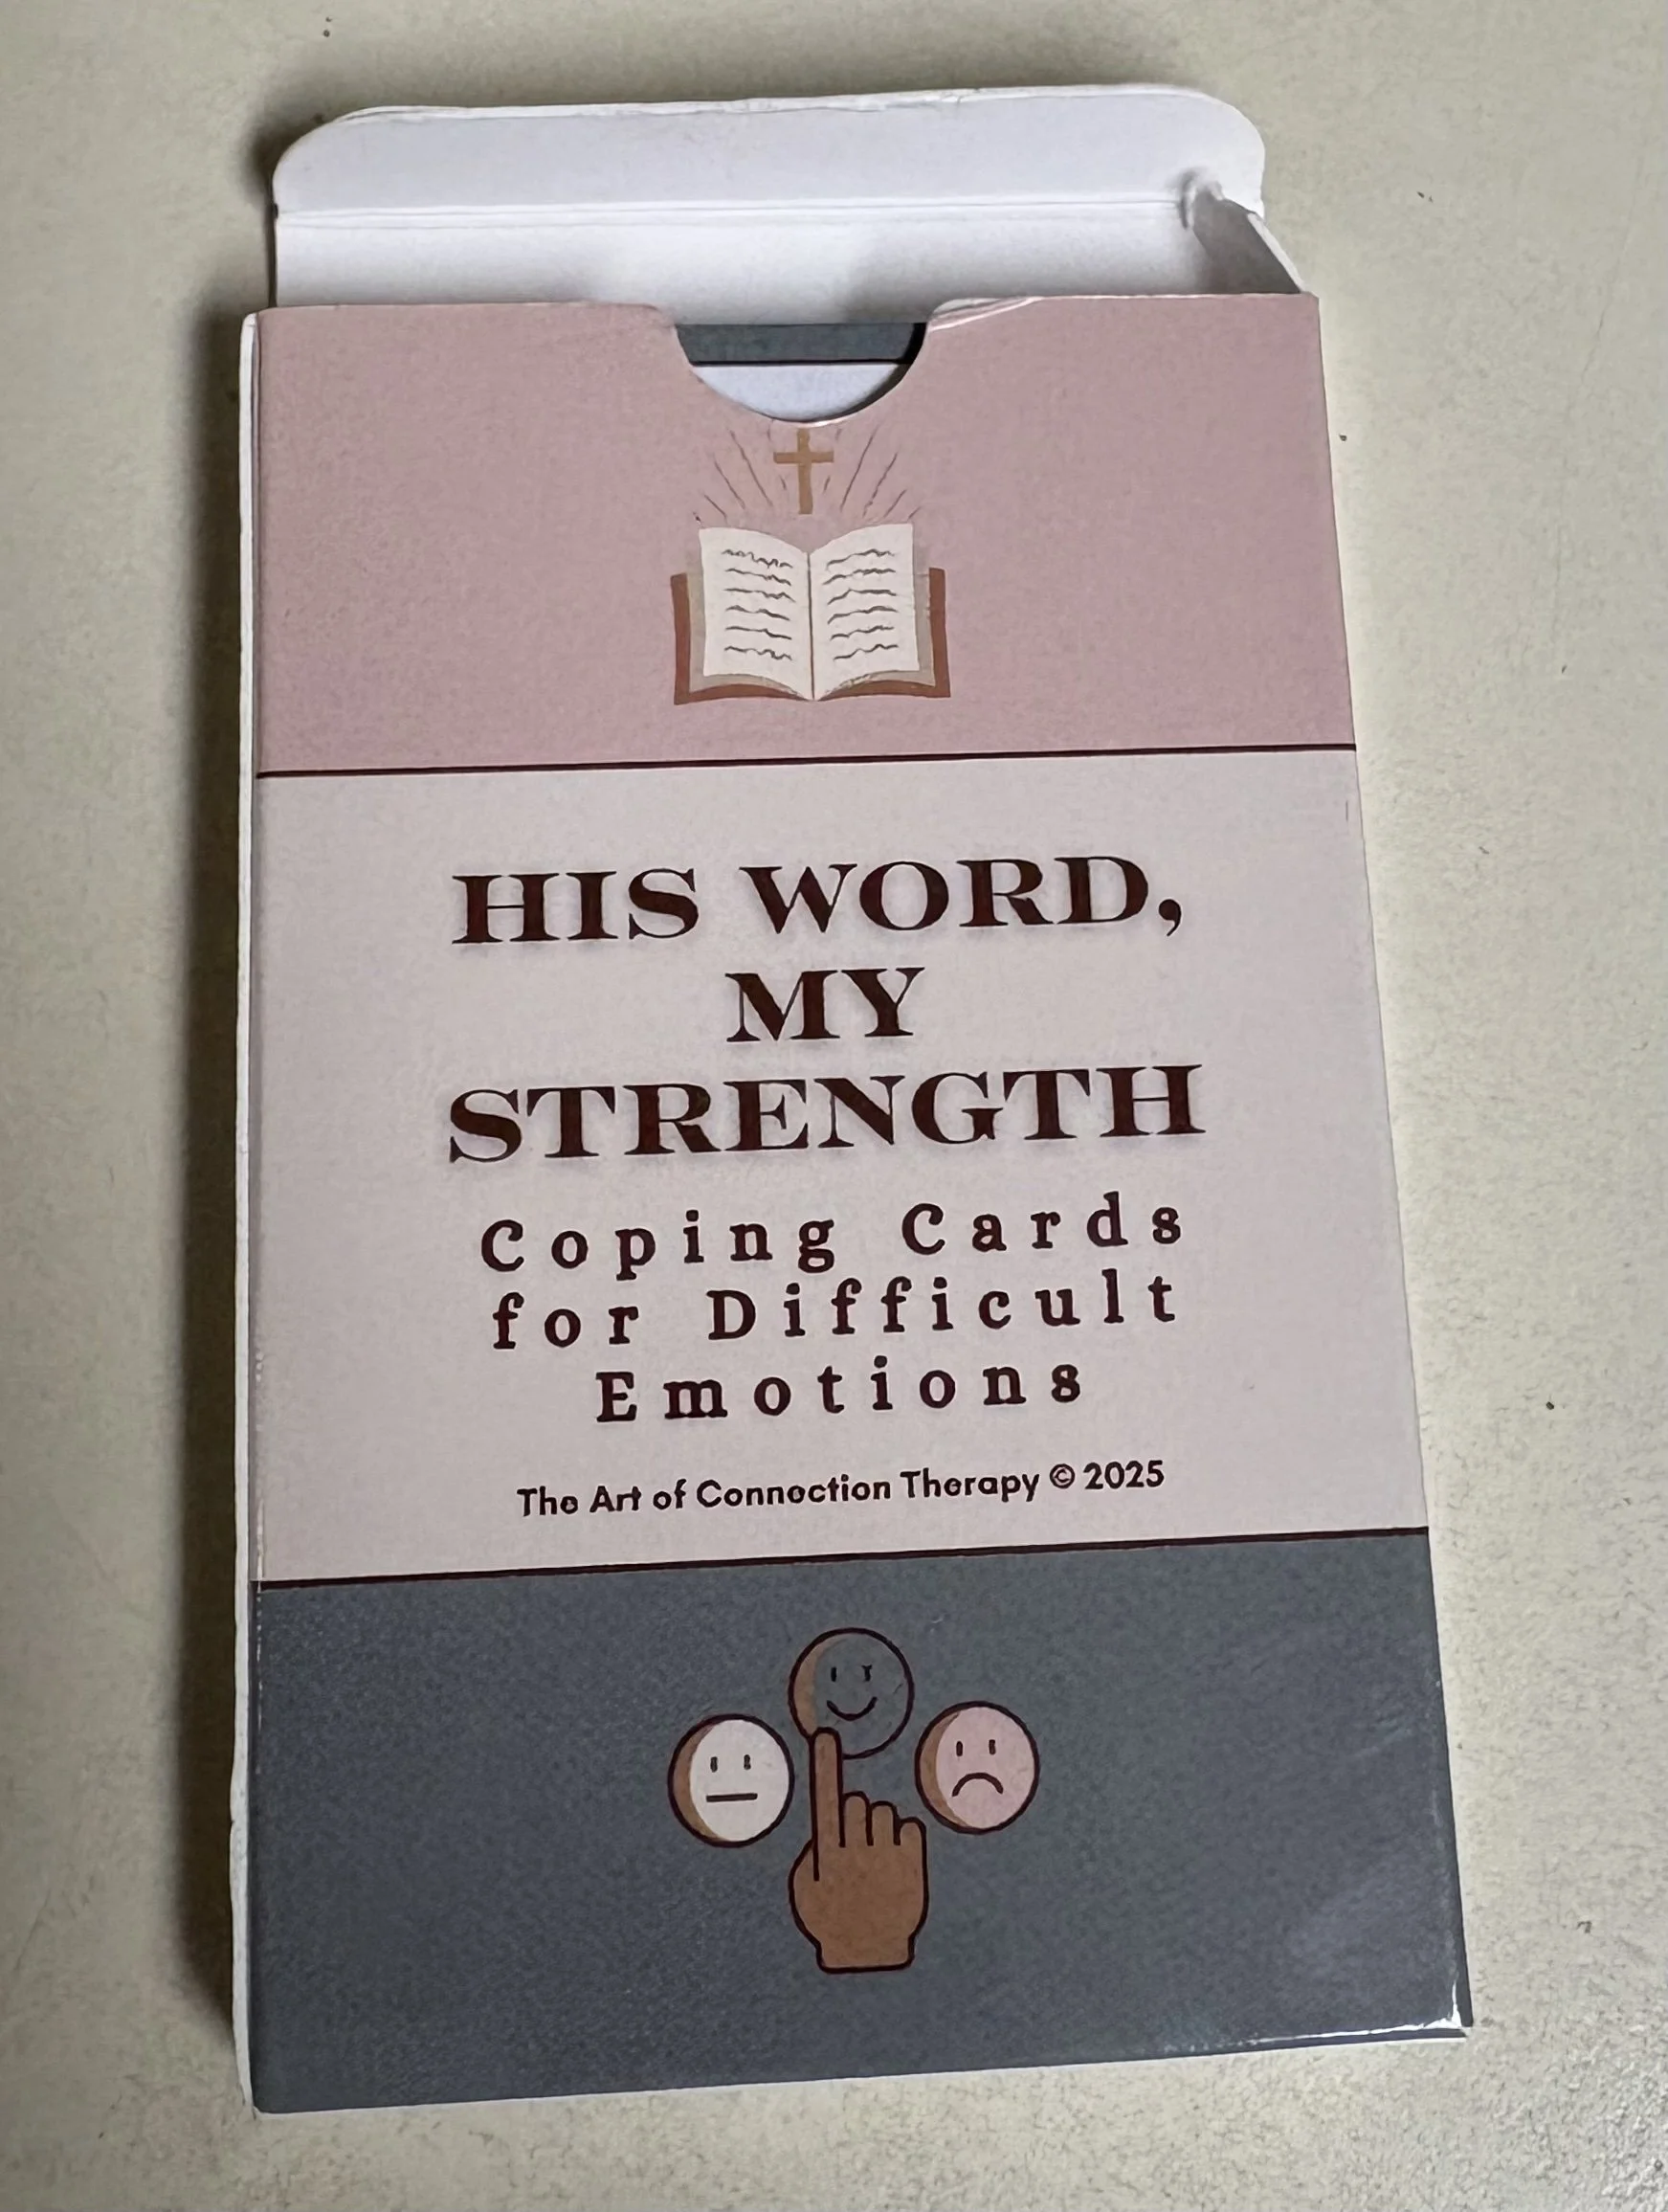 HIS WORD,
MY
STRENGTH
Coping Cards
for Difficult
Emotions
The Art of Connection Therapy © 2025